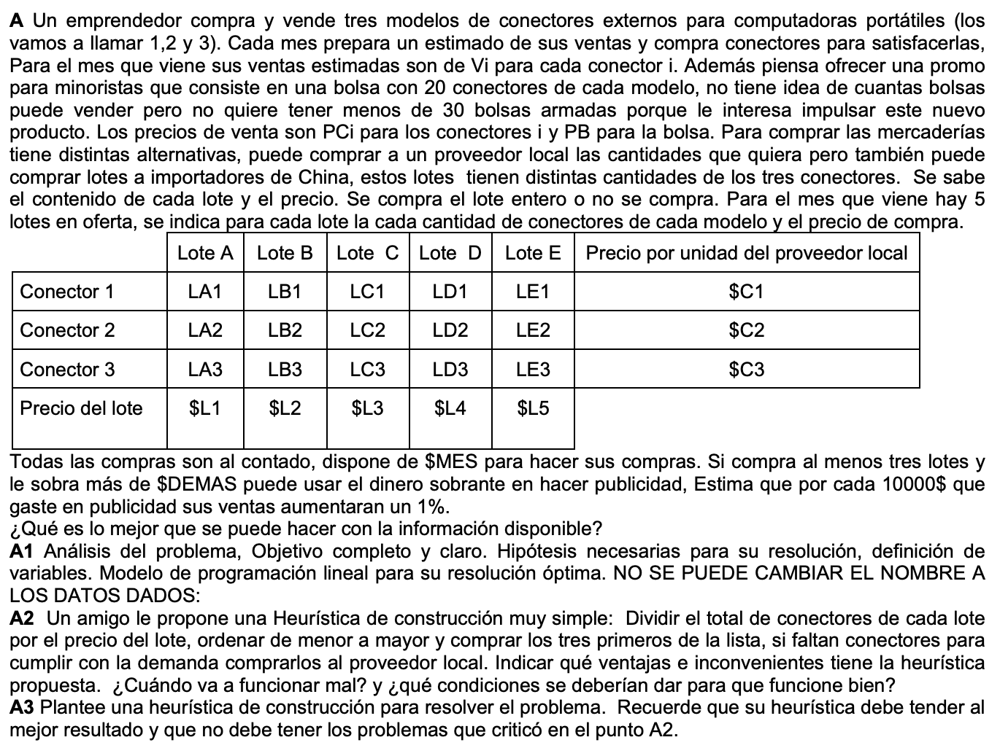 A Un emprendedor compra y vende tres modelos de conectores externos para computadoras portátiles (los
vamos a llamar 1,2 y 3). Cada mes prepara un estimado de sus ventas y compra conectores para satisfacerlas,
Para el mes que viene sus ventas estimadas son de Vi para cada conector i. Además piensa ofrecer una promo
para minoristas que consiste en una bolsa con 20 conectores de cada modelo, no tiene idea de cuantas bolsas
puede vender pero no quiere tener menos de 30 bolsas armadas porque le interesa impulsar este nuevo
producto. Los precios de venta son PCi para los conectores i y PB para la bolsa. Para comprar las mercaderías
tiene distintas alternativas, puede comprar a un proveedor local las cantidades que quiera pero también puede
comprar lotes a importadores de China, estos lotes tienen distintas cantidades de los tres conectores. Se sabe
el contenido de cada lote y el precio. Se compra el lote entero o no se compra. Para el mes que viene hay 5
lotes en oferta, se indica para cada lote la cada cantidad de conectores de cada modelo y el precio de compra.
Lote A Lote B Lote C Lote D Lote E Precio por unidad del proveedor local
Conector 1 LA1 LB1 LC1 LD1 LE1 $C1
Conector 2 LA2 LB2 LC2 LD2 LE2 $C2
Conector 3 LA3 LB3 LC3 LD3 LE3 $C3
Precio del lote $L1 $L2 $L3 $L4 $L5
Todas las compras son al contado, dispone de $MES para hacer sus compras. Si compra al menos tres lotes y
le sobra más de $DEMAS puede usar el dinero sobrante en hacer publicidad, Estima que por cada 10000$ que
gaste en publicidad sus ventas aumentaran un 1%.
¿Qué es lo mejor que se puede hacer con la información disponible?
A1 Análisis del problema, Objetivo completo y claro. Hipótesis necesarias para su resolución, definición de
variables. Modelo de programación lineal para su resolución óptima. NO SE PUEDE CAMBIAR EL NOMBRE A
LOS DATOS DADOS:
A2 Un amigo le propone una Heurística de construcción muy simple: Dividir el total de conectores de cada lote
por el precio del lote, ordenar de menor a mayor y comprar los tres primeros de la lista, si faltan conectores para
cumplir con la demanda comprarlos al proveedor local. Indicar qué ventajas e inconvenientes tiene la heurística
propuesta. ¿Cuándo va a funcionar mal? y ¿qué condiciones se deberían dar para que funcione bien?
A3 Plantee una heurística de construcción para resolver el problema. Recuerde que su heurística debe tender al
mejor resultado y que no debe tener los problemas que criticó en el punto A2.